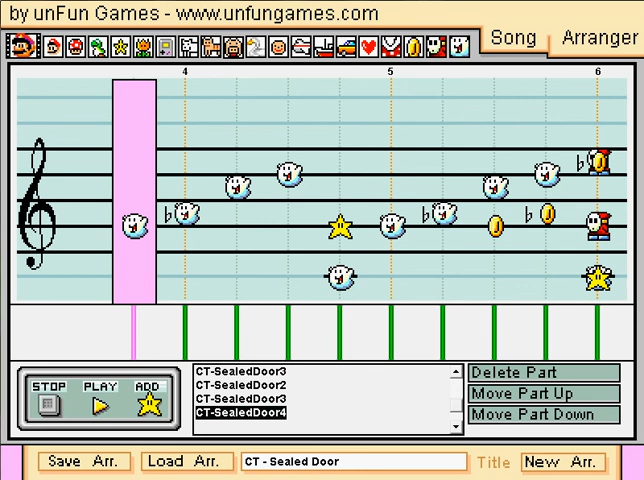 by unFun Games - www.unfungames.com
Song
Arranger
4 5 6
CT-SealedDoor3
CT-SealedDoor2
CT-SealedDoor3
CT-SealedDoor4
STOP PLAY ADD
Delete Part
Move Part Up
Move Part Down
Save Arr.
Load Arr.
CT - Sealed Door
Title
New Arr.